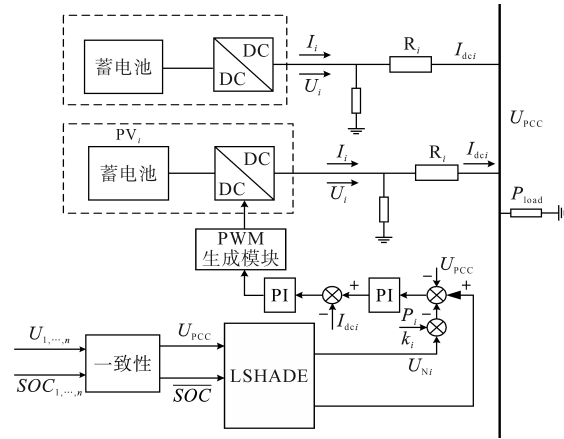 蓄电池
DC
DC
I_i
U_i
R_i
I_dci
U_PCC
PV_i
蓄电池
DC
DC
I_i
U_i
R_i
I_dci
P_load
PWM
生成模块
PI
−
+
I_dci
PI
−
U_PCC
+
−
P_i
k_i
U_Ni
U_1,…,n
SOC_1,…,n
一致性
U_PCC
SOC
LSHADE